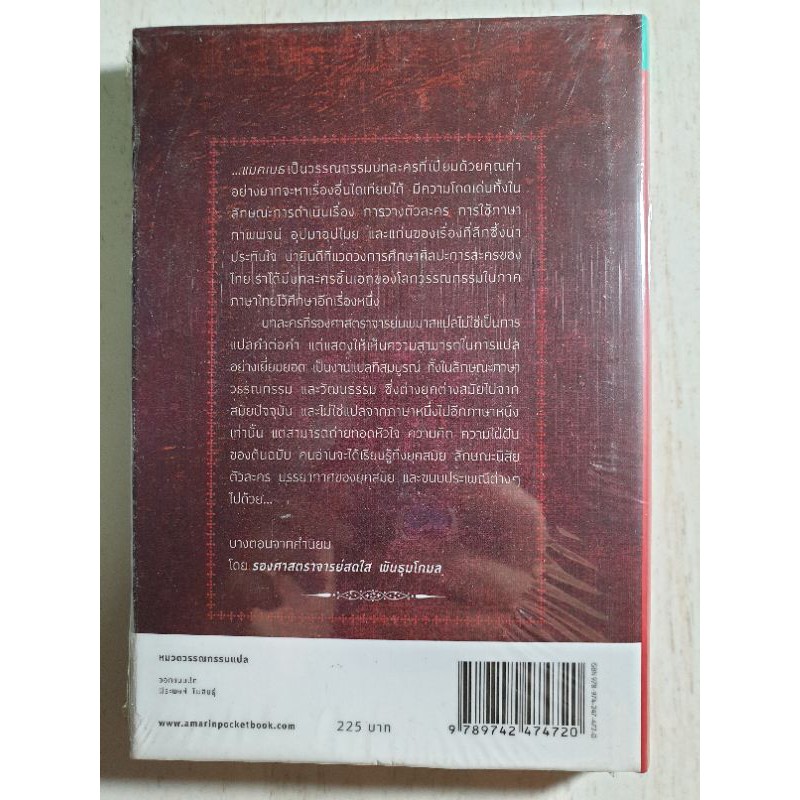 ...แมคเบธเป็นวรรณกรรมบทละครที่เปี่ยมด้วยคุณค่า
อย่างยากจะหาเรื่องอื่นใดเทียบได้ มีความโดดเด่นทั้งใน
ลักษณะการดำเนินเรื่อง การวางตัวละคร การใช้ภาษา
ภาพพจน์ อุปมาอุปไมย และแก่นของเรื่องที่ลึกซึ้งน่า
ประทับใจ น่ายินดีที่แวดวงการศึกษาศิลปะการละครของ
ไทยเราได้มีบทละครชิ้นเอกของโลกวรรณกรรมในภาค
ภาษาไทยไว้ศึกษาอีกเรื่องหนึ่ง
บทละครที่รองศาสตราจารย์นพมาสแปลไม่ใช่เป็นการ
แปลคำต่อคำ แต่แสดงให้เห็นความสามารถในการแปล
อย่างเยี่ยมยอด เป็นงานแปลที่สมบูรณ์ ทั้งในลักษณะภาษา
วรรณกรรม และวัฒนธรรม ซึ่งต่างยุคต่างสมัยไปจาก
สมัยปัจจุบัน และไม่ใช่แปลจากภาษาหนึ่งไปอีกภาษาหนึ่ง
เท่านั้น แต่สามารถถ่ายทอดหัวใจ ความคิด ความใฝ่ฝัน
ของต้นฉบับ คนอ่านจะได้เรียนรู้ทั้งยุคสมัย ลักษณะนิสัย
ตัวละคร บรรยากาศของยุคสมัย และขนบประเพณีต่างๆ
ไปด้วย...
บางตอนจากคำนิยม
โดย รองศาสตราจารย์สดใส พันธุมโกมล
หมวดวรรณกรรมแปล
ออกแบบปก
www.amarinpocketbook.com
225 บาท
ISBN 978-974-247-472-0
9 789742 474720